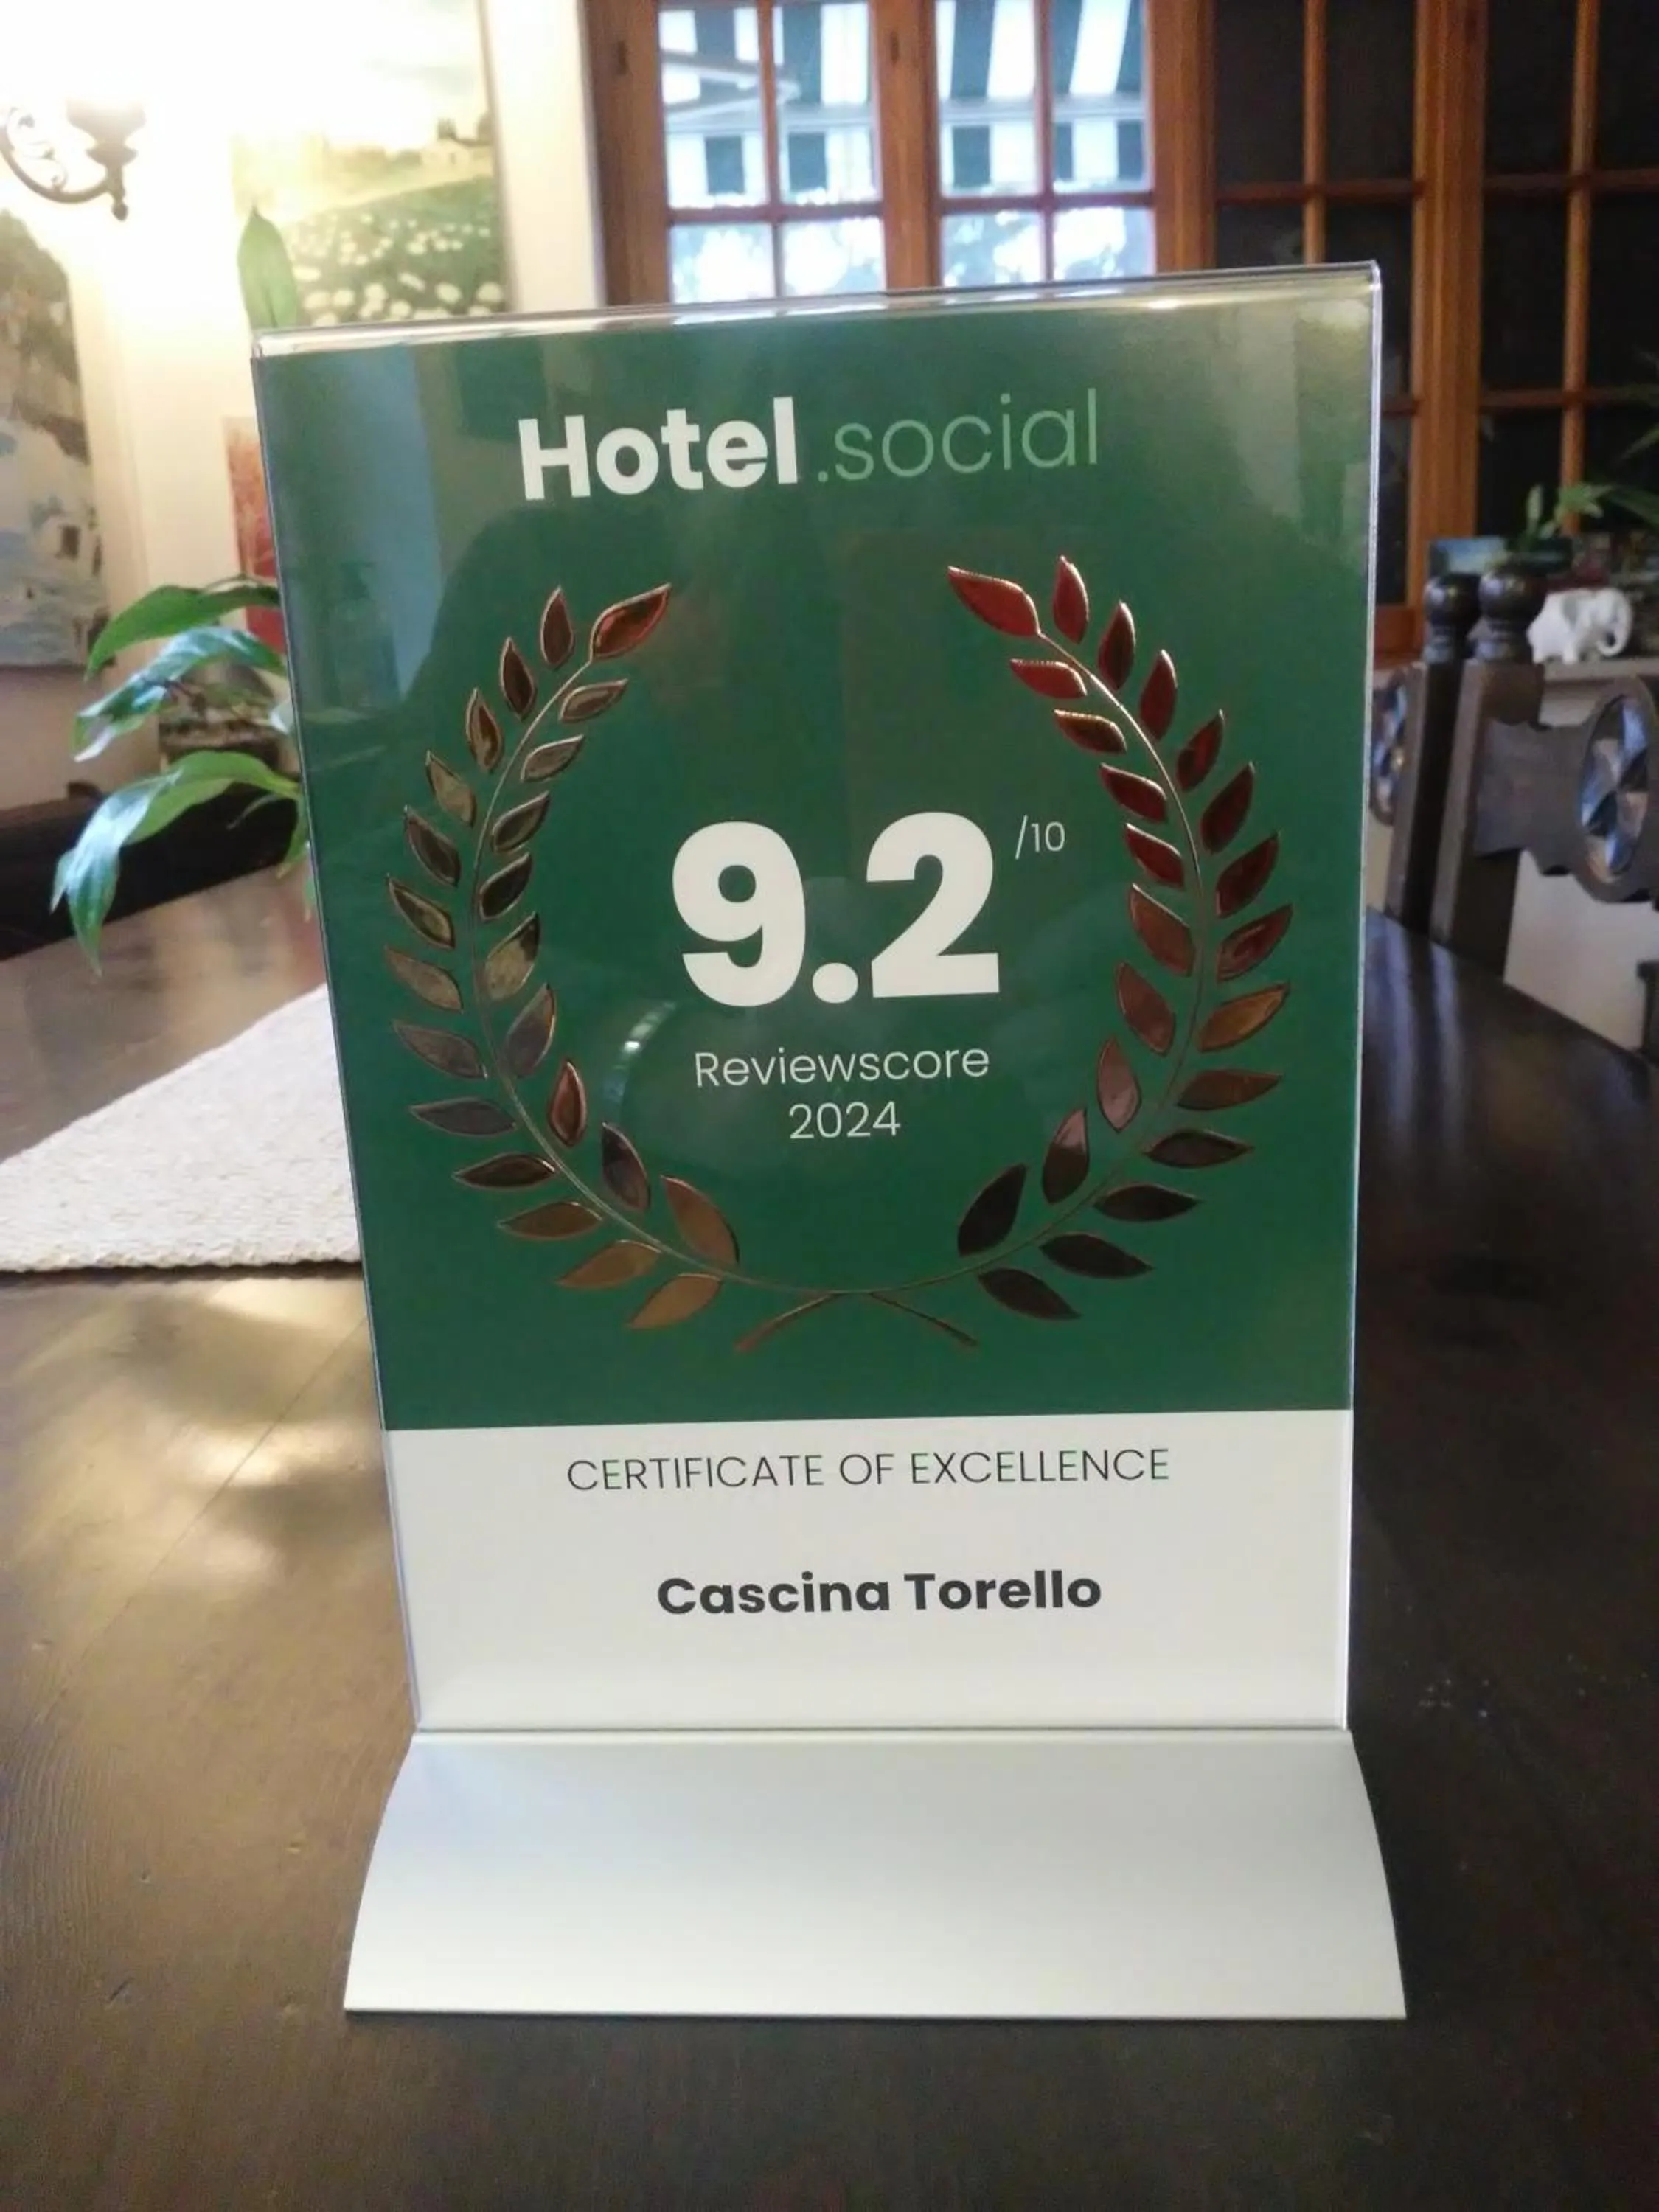 Hotel.social
9.2/10
Reviewscore
2024
CERTIFICATE OF EXCELLENCE
Cascina Torello